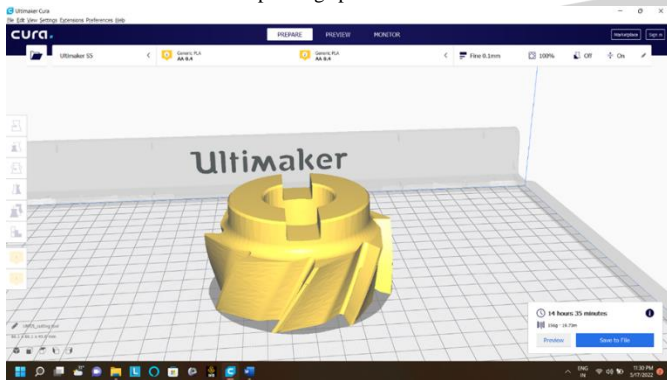 Ultimaker Cura
File Edit View Settings Extensions Preferences Help
cura.
PREPARE PREVIEW MONITOR
Marketplace Sign in
Ultimaker S5
Generic PLA
AA 0.4
Generic PLA
AA 0.4
Fine 0.1mm
100%
Off
On
Ultimaker
14 hours 35 minutes
Preview
Save to File
ENG
IN
11:30 PM
5/17/2022